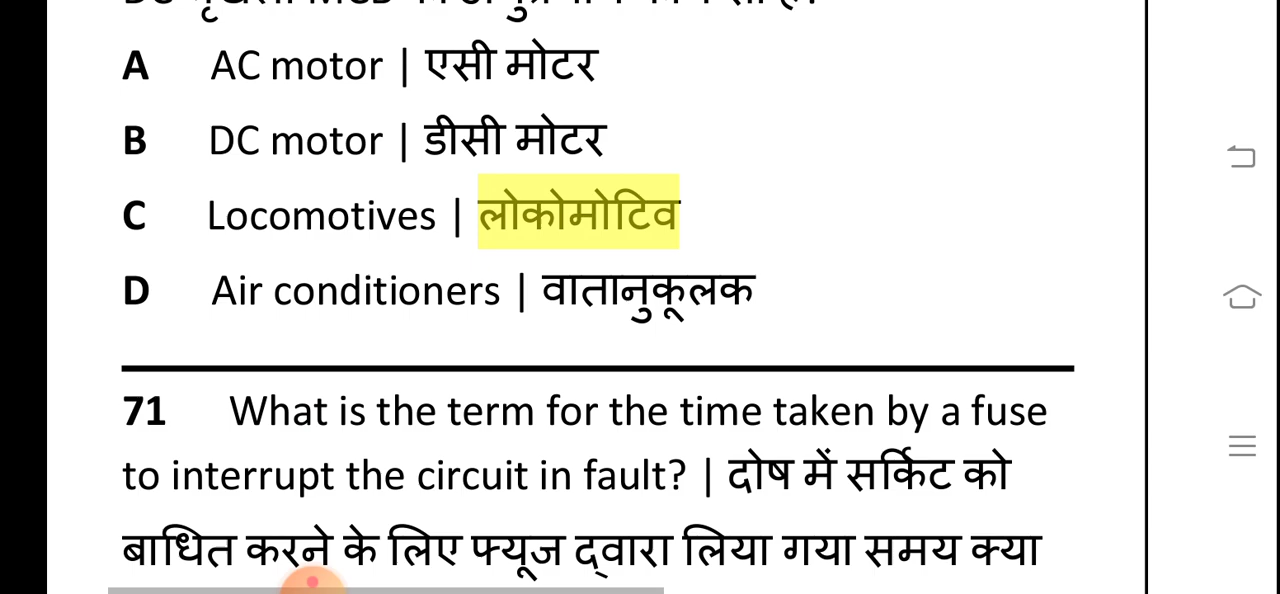 A AC motor | एसी मोटर
B DC motor | डीसी मोटर
C Locomotives | लोकोमोटिव
D Air conditioners | वातानुकूलक
71 What is the term for the time taken by a fuse
to interrupt the circuit in fault? | दोष में सर्किट को
बाधित करने के लिए फ्यूज द्वारा लिया गया समय क्या